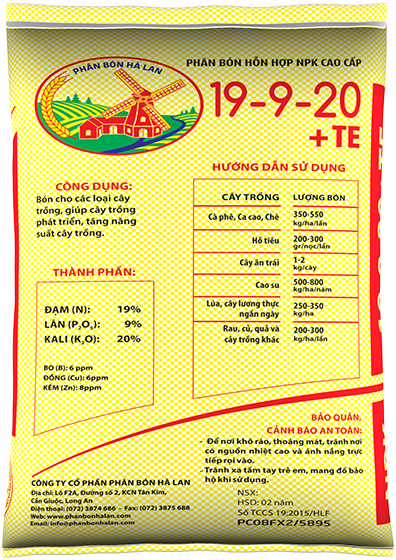 PHÂN BÓN HÀ LAN
PHÂN BÓN HỖN HỢP NPK CAO CẤP
19-9-20
+TE
HƯỚNG DẪN SỬ DỤNG
CÔNG DỤNG:
Bón cho các loại cây
trồng, giúp cây trồng
phát triển, tăng năng
suất cây trồng.
CÂY TRỒNG LƯỢNG BÓN
Cà phê, Ca cao, Chè 350-550 kg/ha/lần
Hồ tiêu 200-300 gr/nọc/lần
Cây ăn trái 1-2 kg/cây
Cao su 500-800 kg/ha/năm
Lúa, cây lương thực ngắn ngày 250-350 kg/ha
Rau, củ, quả và cây trồng khác 200-300 kg/ha/lần
THÀNH PHẦN:
ĐẠM (N): 19%
LÂN (P₂O₅): 9%
KALI (K₂O): 20%
BO (B): 6 ppm
ĐỒNG (Cu): 6ppm
KẼM (Zn): 8ppm
BẢO QUẢN,
CẢNH BÁO AN TOÀN:
- Để nơi khô ráo, thoáng mát, tránh nơi
có nguồn nhiệt cao và ánh nắng trực
tiếp rọi vào.
- Tránh xa tầm tay trẻ em, mang đồ bảo
hộ khi sử dụng.
CÔNG TY CỔ PHẦN PHÂN BÓN HÀ LAN
Địa chỉ: Lô F2A, Đường số 2, KCN Tân Kim,
Cần Giuộc, Long An
Điện thoại: (072) 3874 686 - Fax: (072) 3875 688
Web: www.phanbonhalan.com
Email: info@phanbonhalan.com
NSX:
HSD: 02 năm
Số TCCS 19:2015/HLF
PC08FX2/5895